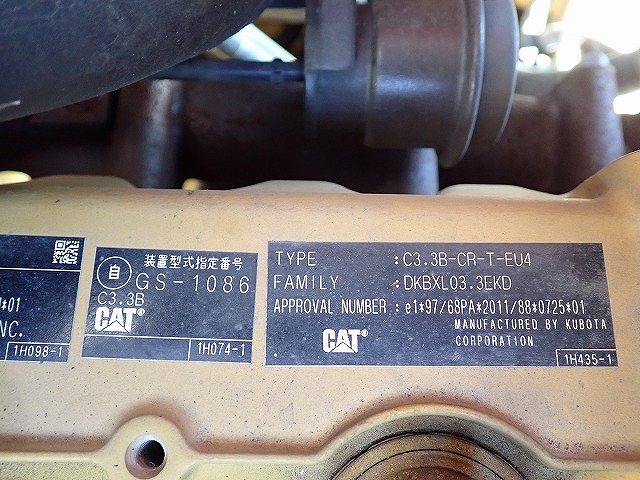 *01
NC.
1H098-1
自
装置型式指定番号
GS-1086
C3.3B
CAT®
1H074-1
TYPE :C3.3B-CR-T-EU4
FAMILY :DKBXL03.3EKD
APPROVAL NUMBER :e1*97/68PA*2011/88*0725*01
CAT®
MANUFACTURED BY KUBOTA
CORPORATION
1H435-1